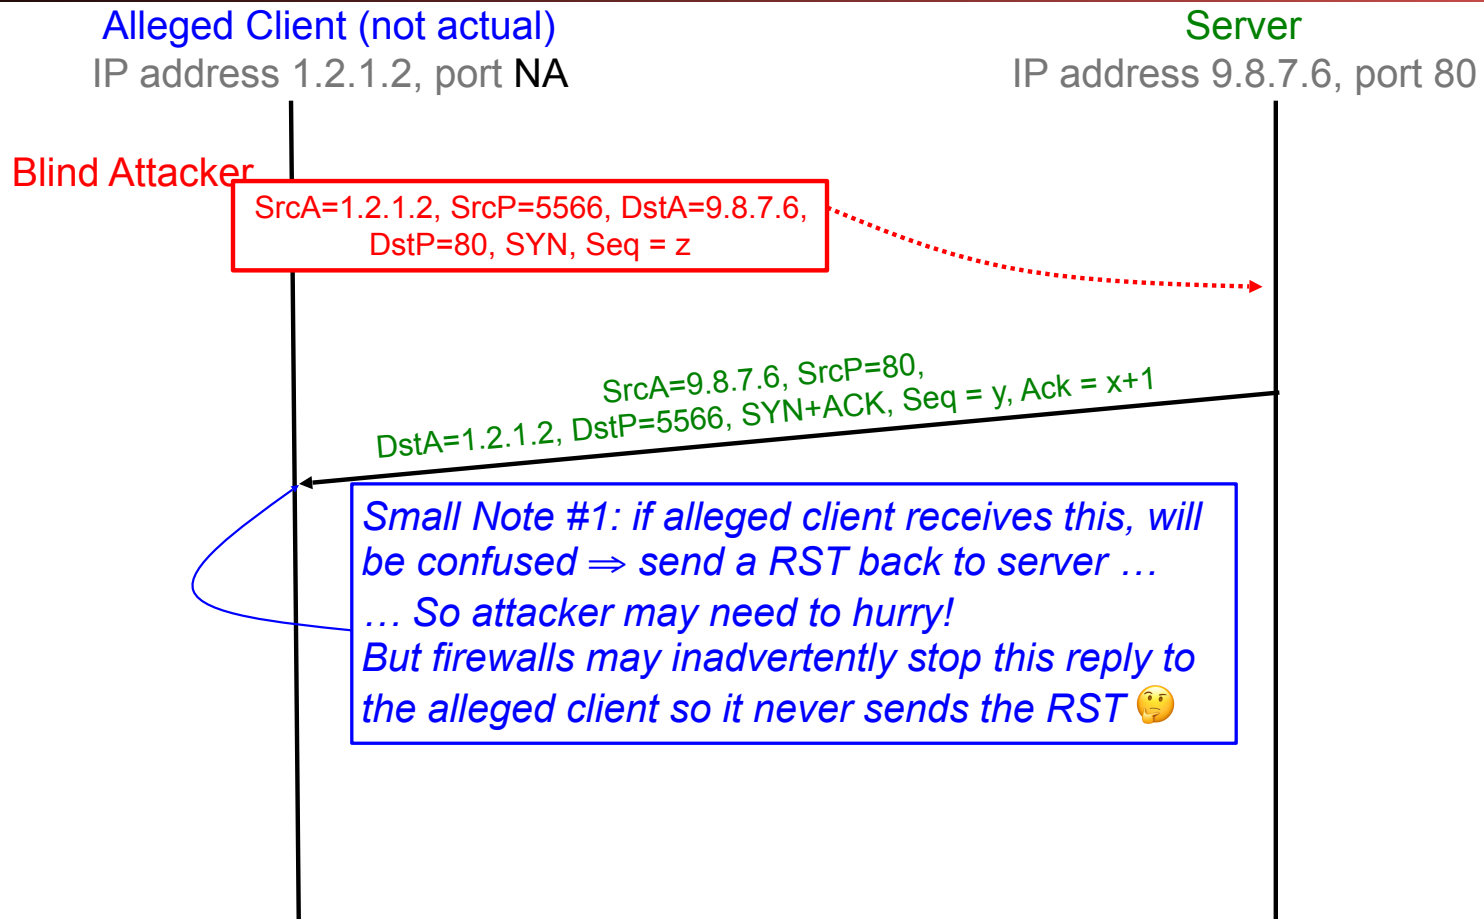 Alleged Client (not actual)
IP address 1.2.1.2, port NA
Server
IP address 9.8.7.6, port 80
Blind Attacker
SrcA=1.2.1.2, SrcP=5566, DstA=9.8.7.6,
DstP=80, SYN, Seq = z
SrcA=9.8.7.6, SrcP=80,
DstA=1.2.1.2, DstP=5566, SYN+ACK, Seq = y, Ack = x+1
Small Note #1: if alleged client receives this, will
be confused ⇒ send a RST back to server …
… So attacker may need to hurry!
But firewalls may inadvertently stop this reply to
the alleged client so it never sends the RST 🤔